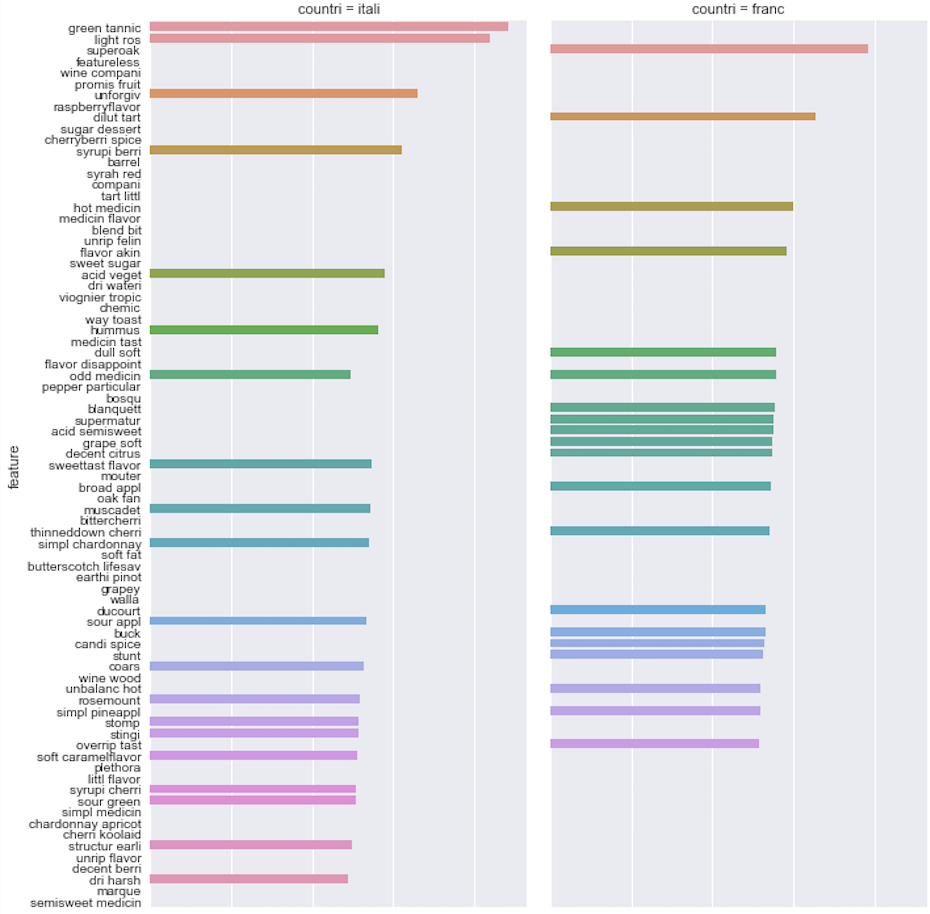 countri = itali
countri = franc
green tannic
light ros
superoak
featureless
wine compani
promis fruit
unforgiv
raspberryflavor
dilut tart
sugar dessert
cherryberri spice
syrupi berri
barrel
syrah red
compani
tart littl
hot medicin
medicin flavor
blend bit
unrip felin
flavor akin
sweet sugar
acid veget
dri wateri
viognier tropic
chemic
way toast
hummus
medicin tast
dull soft
flavor disappoint
odd medicin
pepper particular
bosqu
blanquett
supermatur
acid semisweet
grape soft
decent citrus
sweettast flavor
mouter
broad appl
oak fan
muscadet
bittercherri
thinneddown cherri
simpl chardonnay
soft fat
butterscotch lifesav
earthi pinot
grapey
walla
ducourt
sour appl
buck
candi spice
stunt
coars
wine wood
unbalanc hot
rosemount
simpl pineappl
stomp
stingi
overrip tast
soft caramelflavor
plethora
littl flavor
syrupi cherri
sour green
simpl medicin
chardonnay apricot
cherri koolaid
structur earli
unrip flavor
decent berri
dri harsh
marque
semisweet medicin
feature